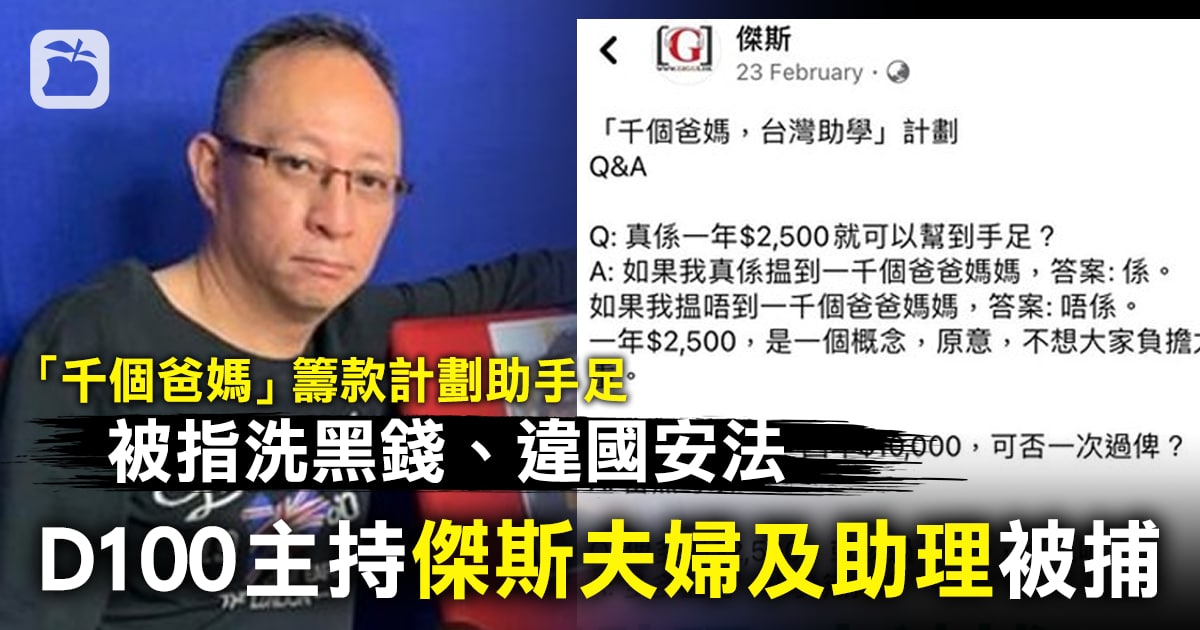 傑斯
23 February
「千個爸媽，台灣助學」計劃
Q&A
Q: 真係一年$2,500就可以幫到手足？
A: 如果我真係搵到一千個爸爸媽媽，答案: 係。
如果我搵唔到一千個爸爸媽媽，答案: 唔係。
一年$2,500，是一個概念，原意，不想大家負擔
$10,000，可否一次過俾？
「千個爸媽」籌款計劃助手足
被指洗黑錢、違國安法
D100主持傑斯夫婦及助理被捕